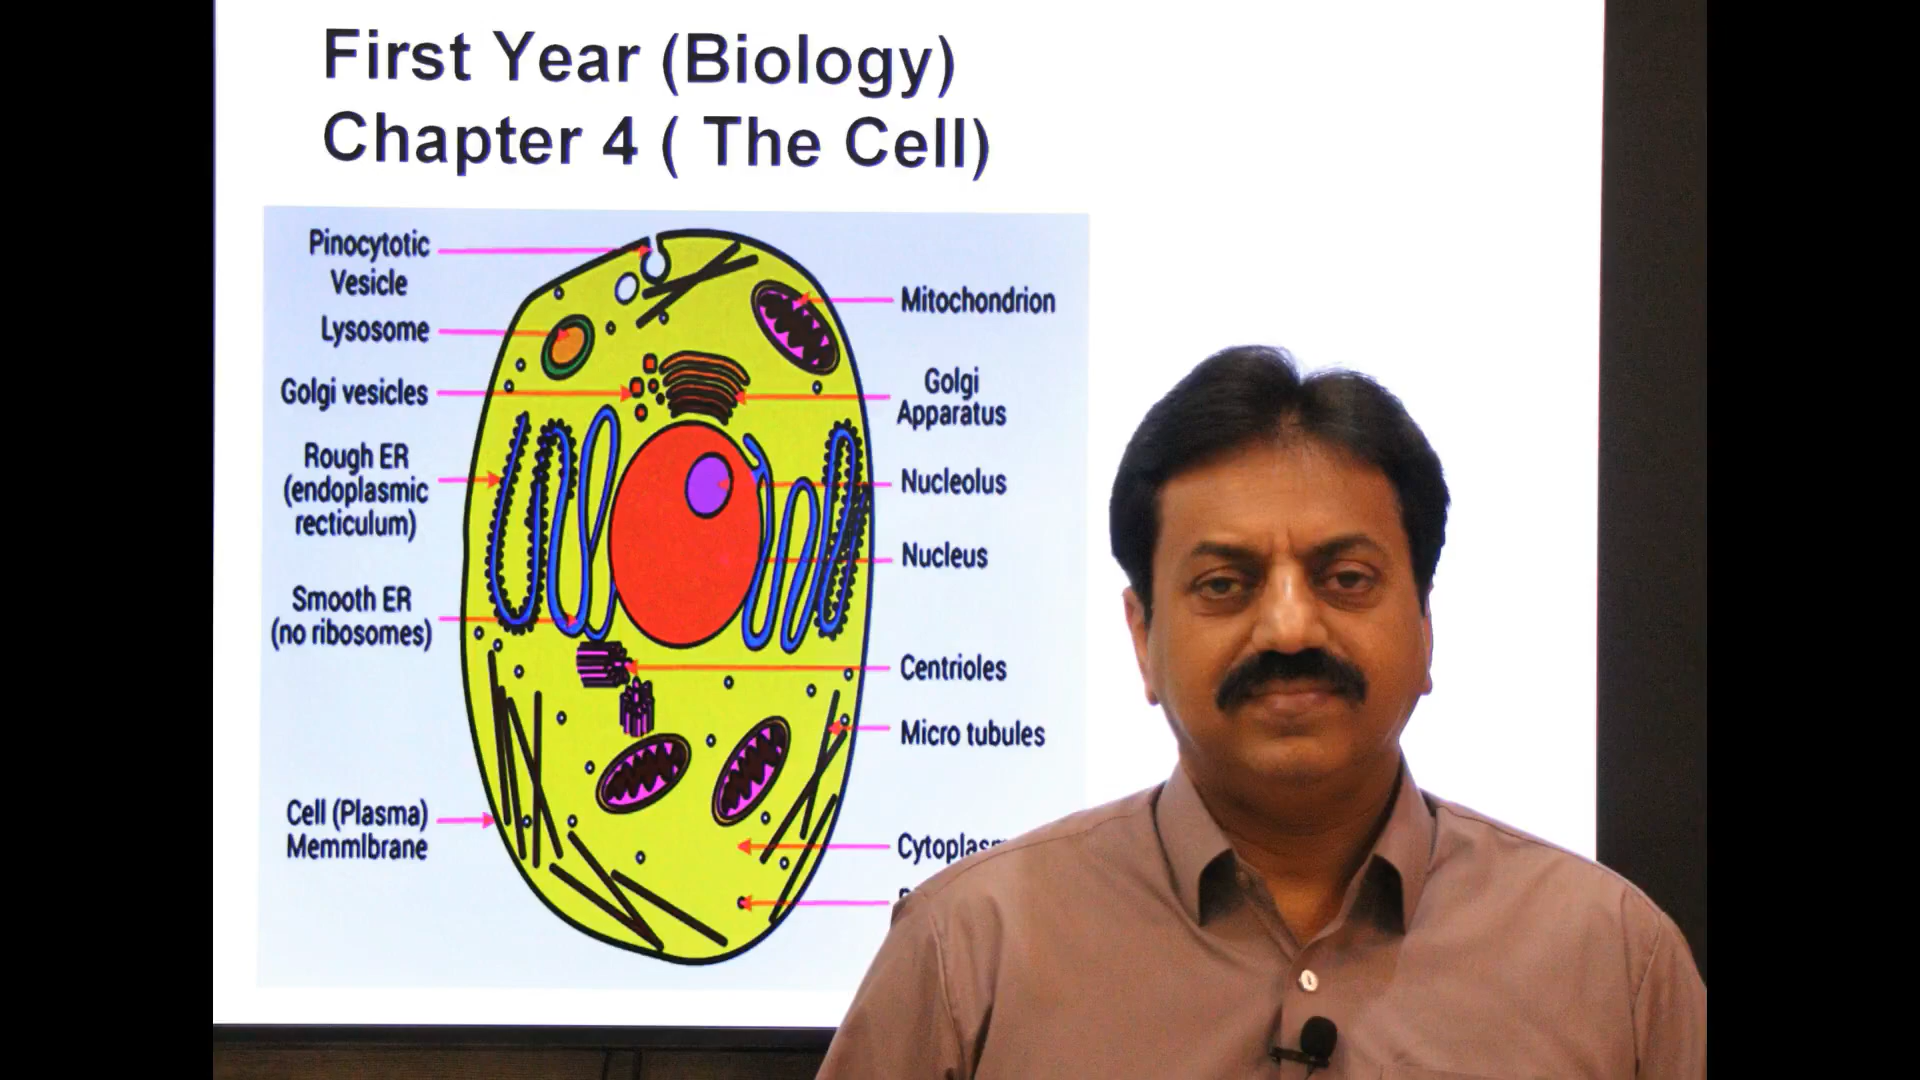 First Year (Biology)
Chapter 4 ( The Cell)
Pinocytotic
Vesicle
Lysosome
Golgi vesicles
Rough ER
(endoplasmic
recticulum)
Smooth ER
(no ribosomes)
Cell (Plasma)
Memmlbrane
Mitochondrion
Golgi
Apparatus
Nucleolus
Nucleus
Centrioles
Micro tubules